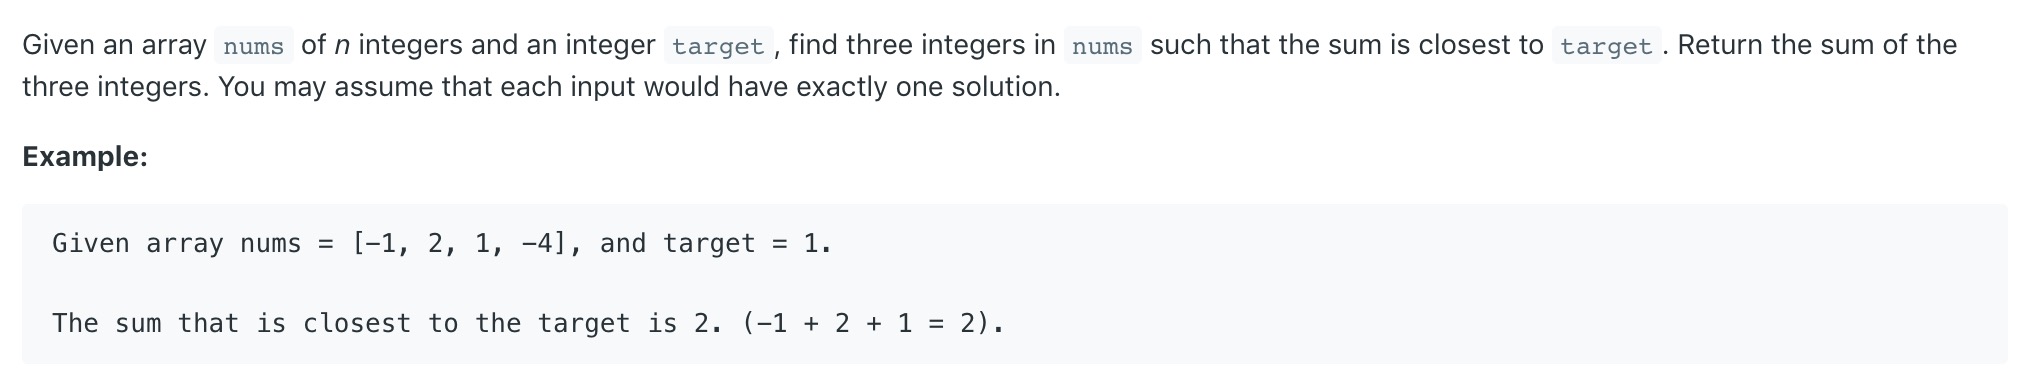 Given an array nums of n integers and an integer target, find three integers in nums such that the sum is closest to target. Return the sum of the
three integers. You may assume that each input would have exactly one solution.
Example:
Given array nums = [−1, 2, 1, −4], and target = 1.
The sum that is closest to the target is 2. (−1 + 2 + 1 = 2).